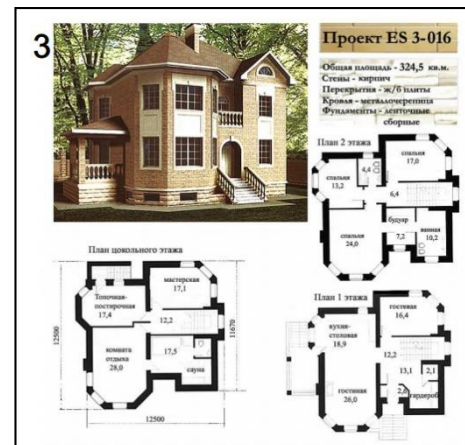 3
Проект ES 3-016
Общая площадь - 324,5 кв.м.
Стены - кирпич
Перекрытия - ж/б плиты
Кровля - металлочерепица
Фундаменты - ленточные
сборные
План 2 этажа
спальня
17,0
спальня
13,2
4,4
6,4
будуар
7,2
ванная
10,2
спальня
24,0
План цокольного этажа
мастерская
17,1
Топочная-
постирочная
17,4
12,2
комната
отдыха
28,0
17,5
сауна
12500
11670
12500
План 1 этажа
гостевая
16,4
кухня-
столовая
18,9
12,2
13,1
2,1
2,0
гардероб
гостиная
26,0